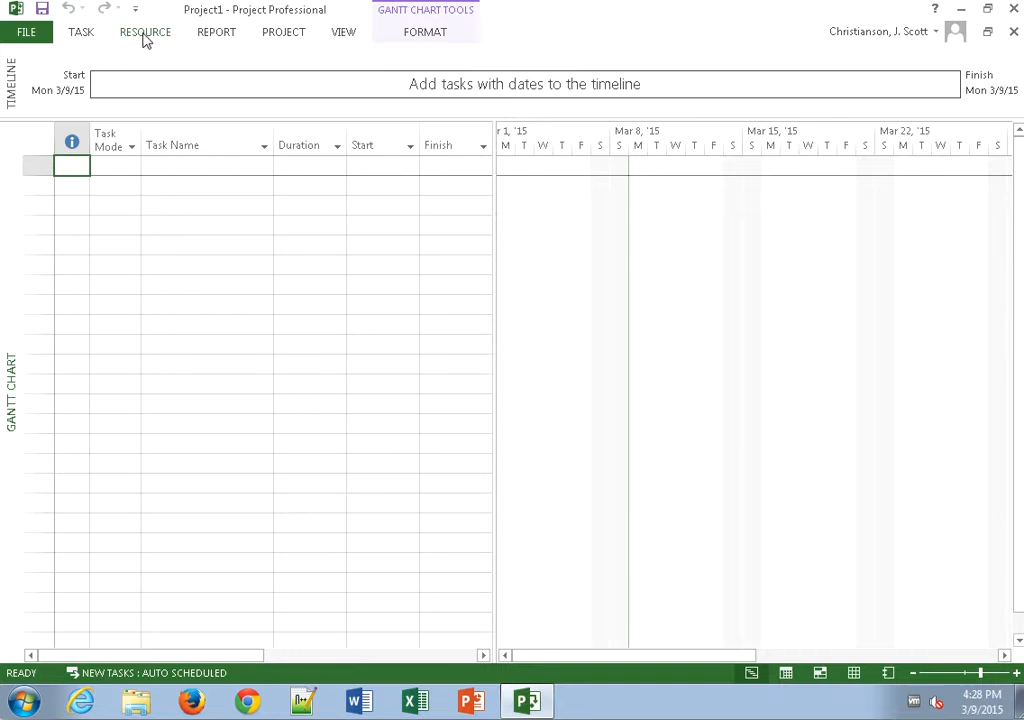 Project1 - Project Professional
GANTT CHART TOOLS
?
FILE TASK RESOURCE REPORT PROJECT VIEW FORMAT
Christianson, J. Scott
TIMELINE
Start
Mon 3/9/15
Add tasks with dates to the timeline
Finish
Mon 3/9/15
Task Mode
Task Name
Duration
Start
Finish
r 1, '15 Mar 8, '15 Mar 15, '15 Mar 22, '15
M T W T F S S M T W T F S S M T W T F S S M T W T F S
GANTT CHART
READY
NEW TASKS : AUTO SCHEDULED
4:28 PM
3/9/2015